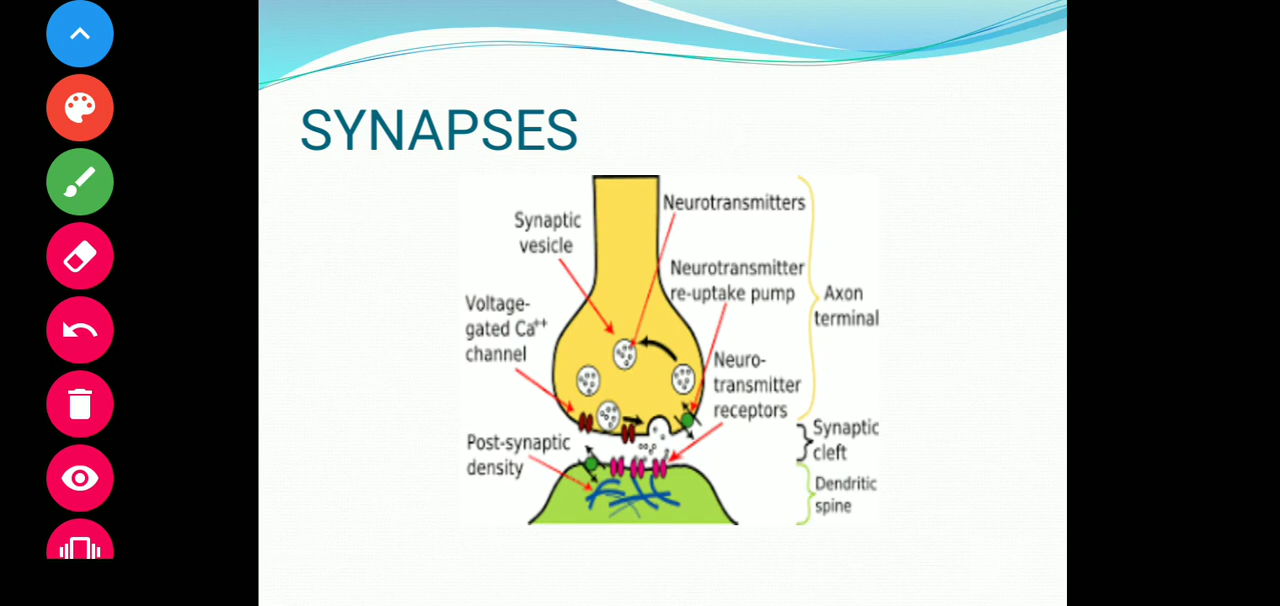 SYNAPSES
Neurotransmitters
Synaptic
vesicle
Neurotransmitter
re-uptake pump
Axon
terminal
Voltage-
gated Ca++
channel
Neuro-
transmitter
receptors
Synaptic
cleft
Post-synaptic
density
Dendritic
spine